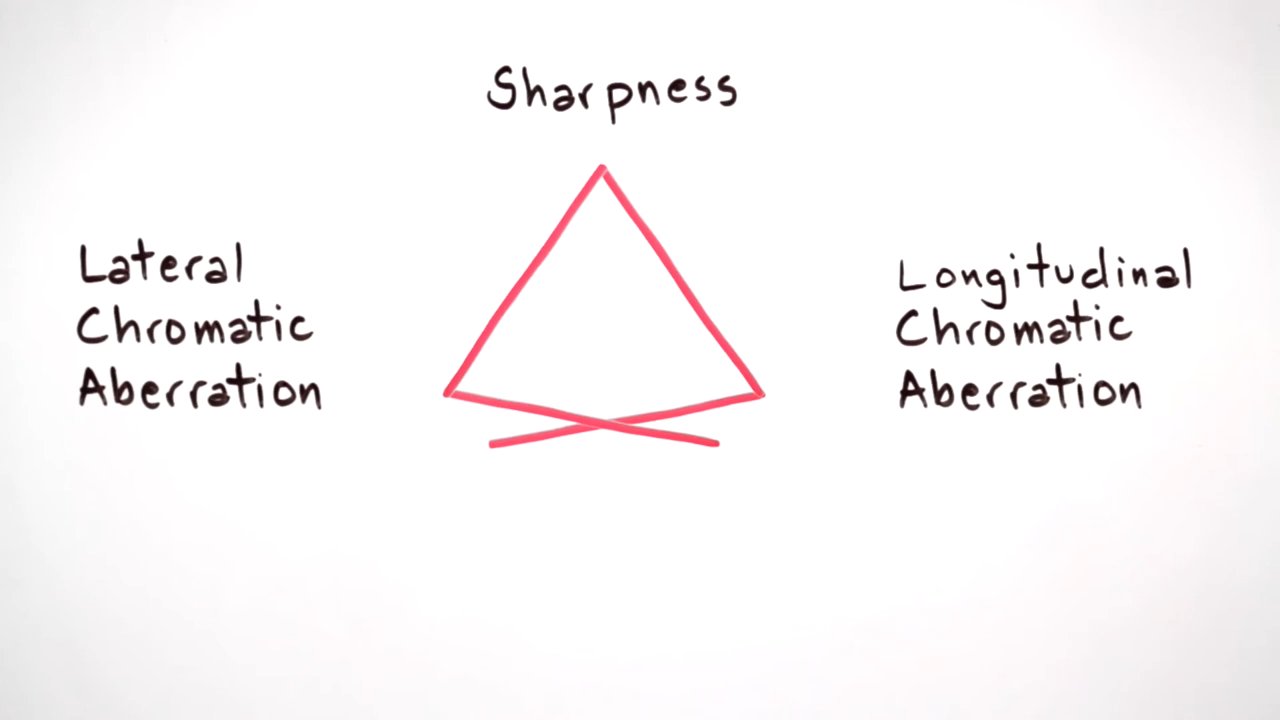 Sharpness
Lateral
Chromatic
Aberration
Longitudinal
Chromatic
Aberration